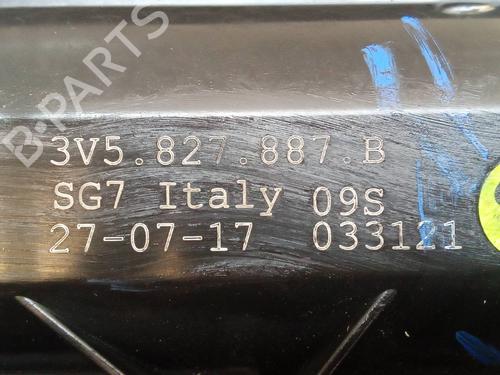 B-PARTS
3V5.827.887.B
SG7 Italy 09S
27-07-17 033121